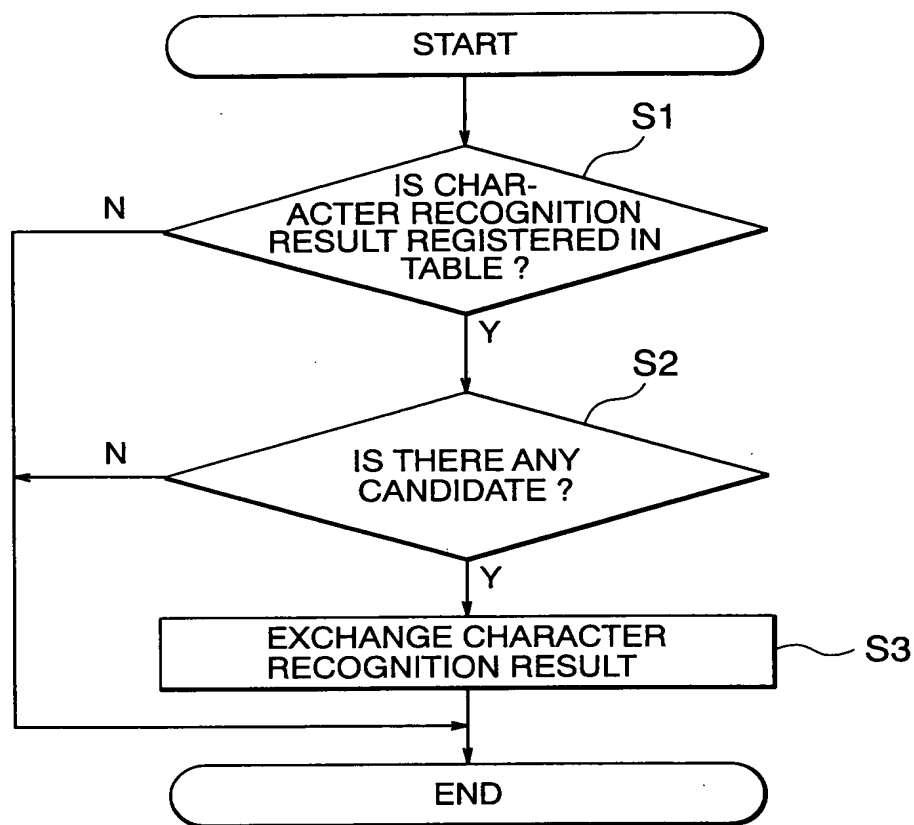 START
S1
IS CHAR-
ACTER RECOGNITION
RESULT REGISTERED IN
TABLE ?
N
Y
S2
IS THERE ANY
CANDIDATE ?
N
Y
EXCHANGE CHARACTER
RECOGNITION RESULT
S3
END